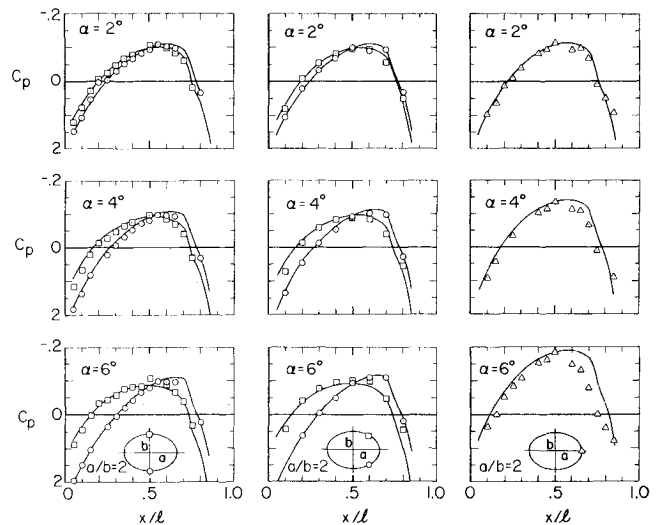 -.2
α = 2° α = 2° α = 2°
Cp 0
.2
-.2
α = 4° α = 4° α = 4°
Cp 0
.2
-.2
α = 6° α = 6° α = 6°
Cp 0
b b b
a a a
a/b=2 a/b=2 a/b=2
.2
0 .5 1.0 0 .5 1.0 0 .5 1.0
x/l x/l x/l